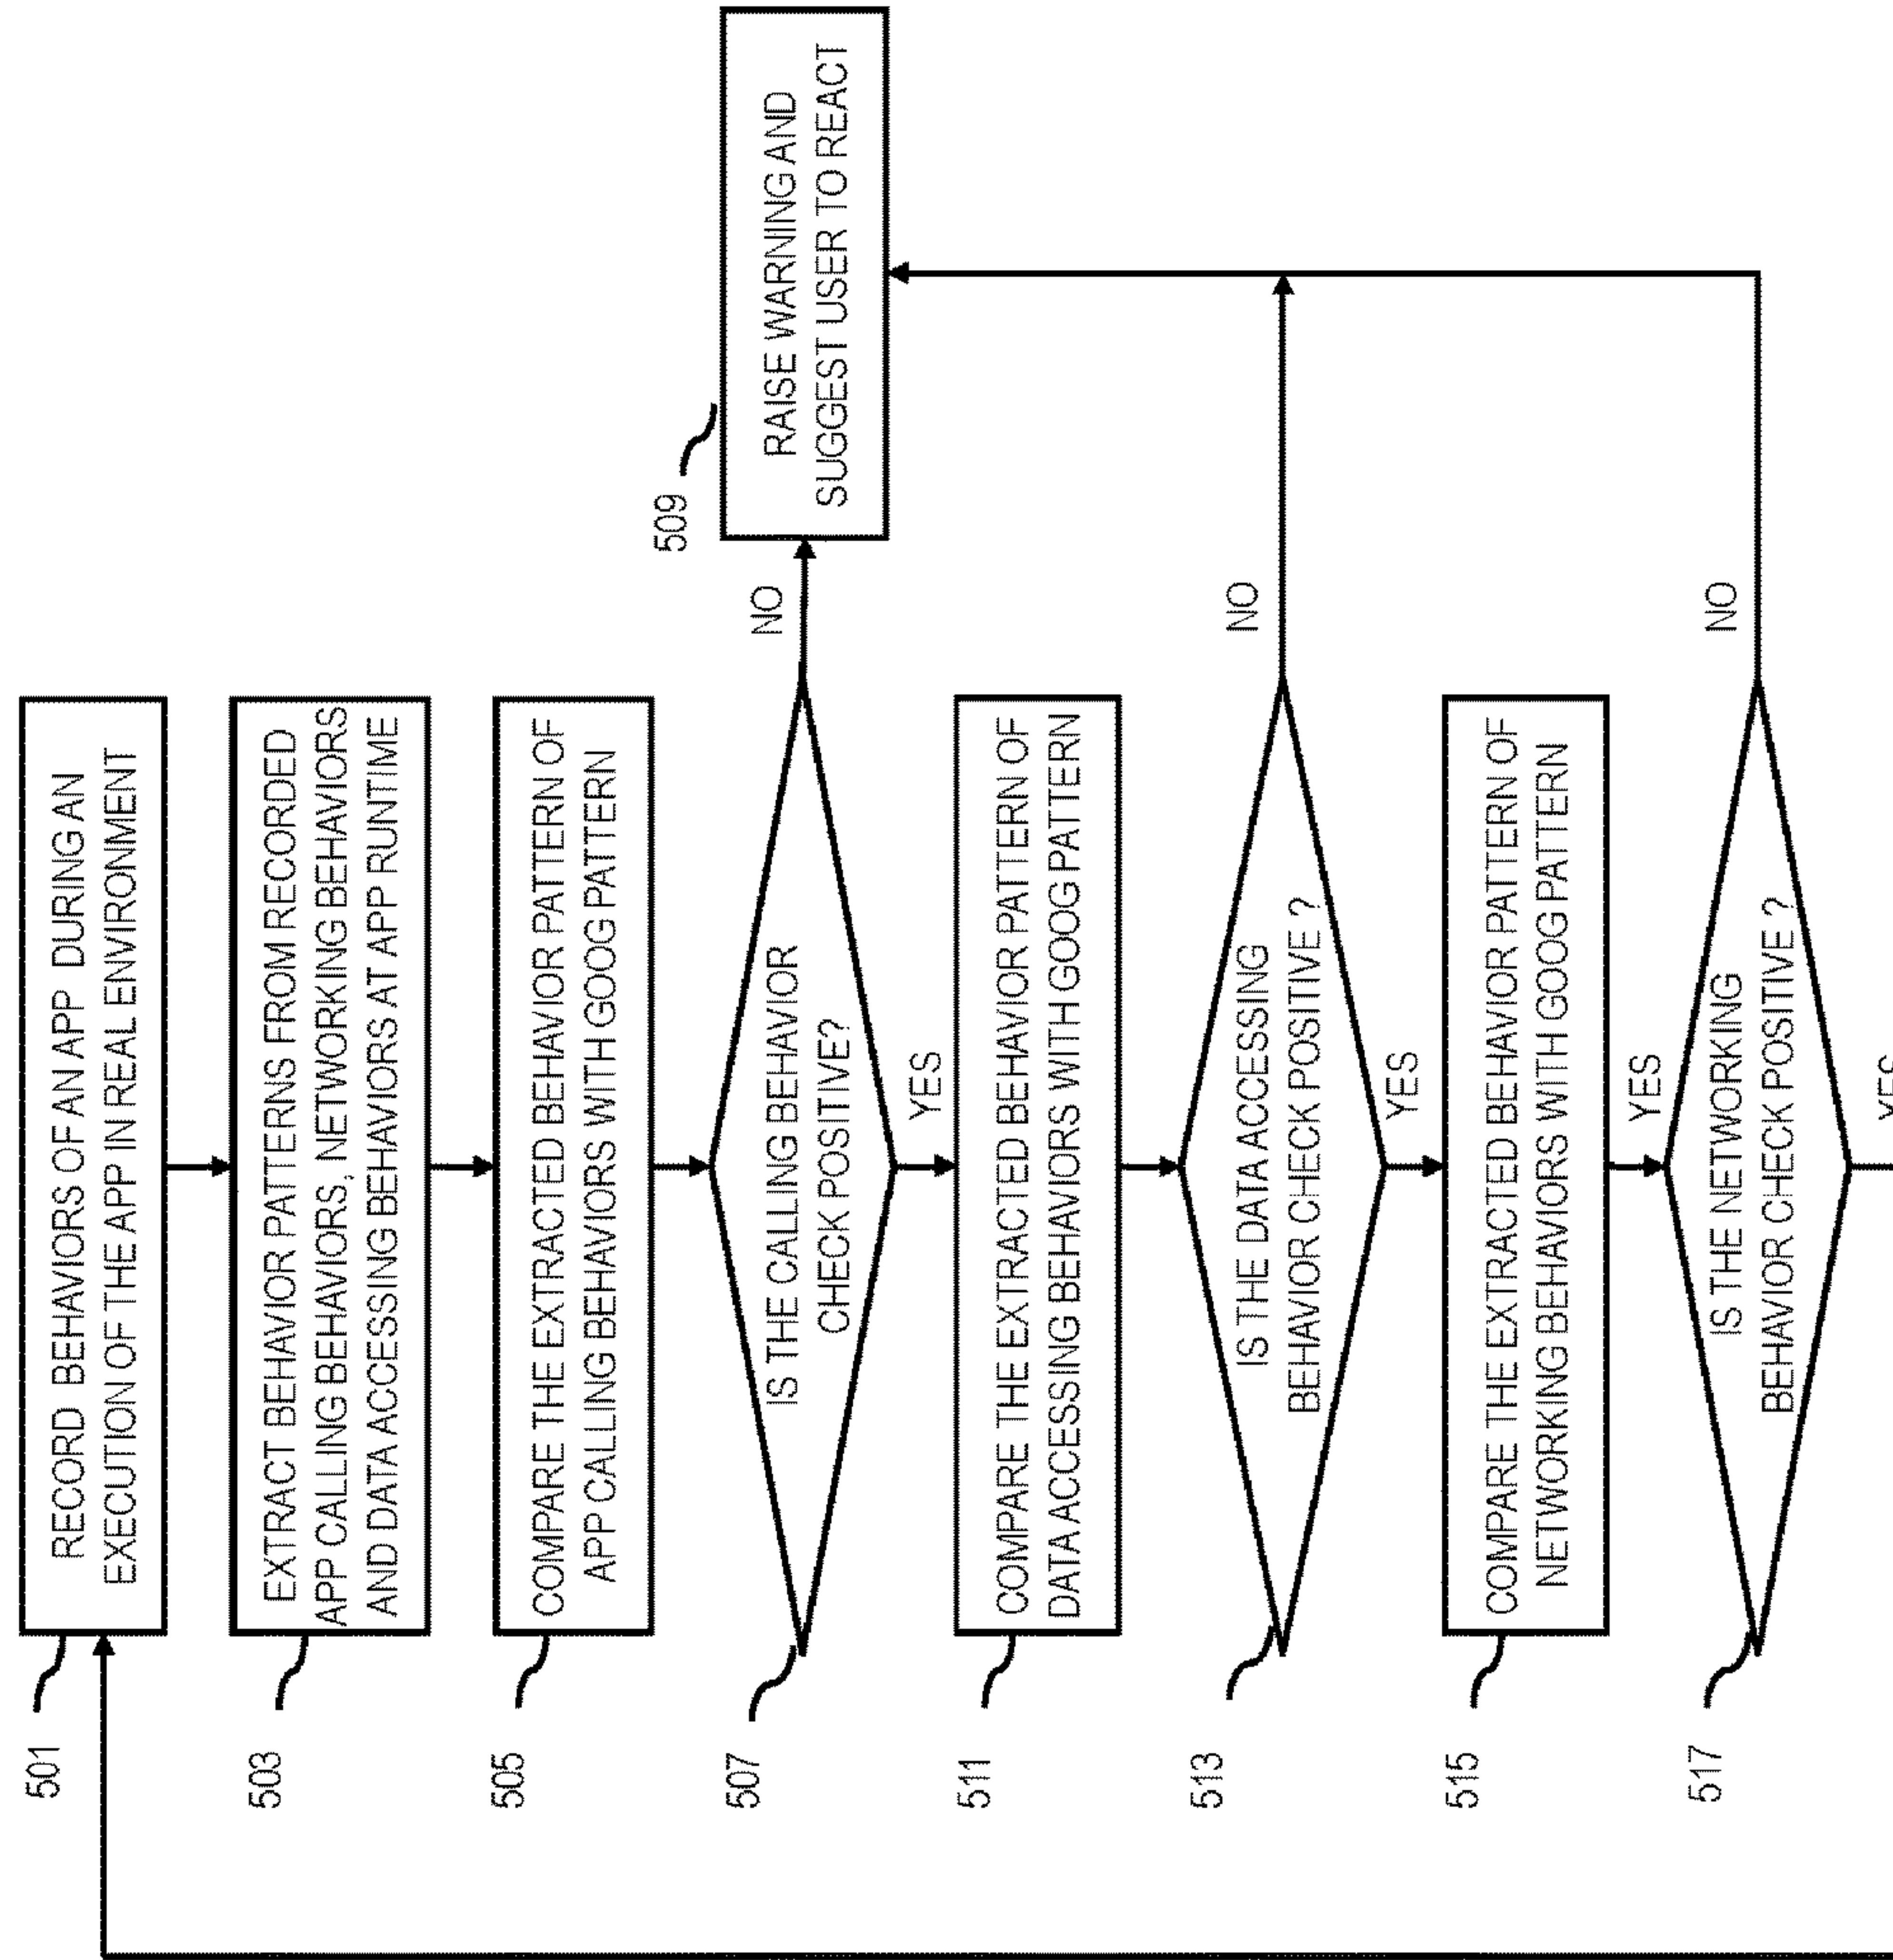 501
RECORD BEHAVIORS OF AN APP DURING AN
EXECUTION OF THE APP IN REAL ENVIRONMENT
503
EXTRACT BEHAVIOR PATTERNS FROM RECORDED
APP CALLING BEHAVIORS, NETWORKING BEHAVIORS
AND DATA ACCESSING BEHAVIORS AT APP RUNTIME
505
COMPARE THE EXTRACTED BEHAVIOR PATTERN OF
APP CALLING BEHAVIORS WITH GOOG PATTERN
507
IS THE CALLING BEHAVIOR
CHECK POSITIVE?
NO
509
RAISE WARNING AND
SUGGEST USER TO REACT
YES
511
COMPARE THE EXTRACTED BEHAVIOR PATTERN OF
DATA ACCESSING BEHAVIORS WITH GOOG PATTERN
513
IS THE DATA ACCESSING
BEHAVIOR CHECK POSITIVE ?
NO
YES
515
COMPARE THE EXTRACTED BEHAVIOR PATTERN OF
NETWORKING BEHAVIORS WITH GOOG PATTERN
YES
517
IS THE NETWORKING
BEHAVIOR CHECK POSITIVE ?
NO
YES